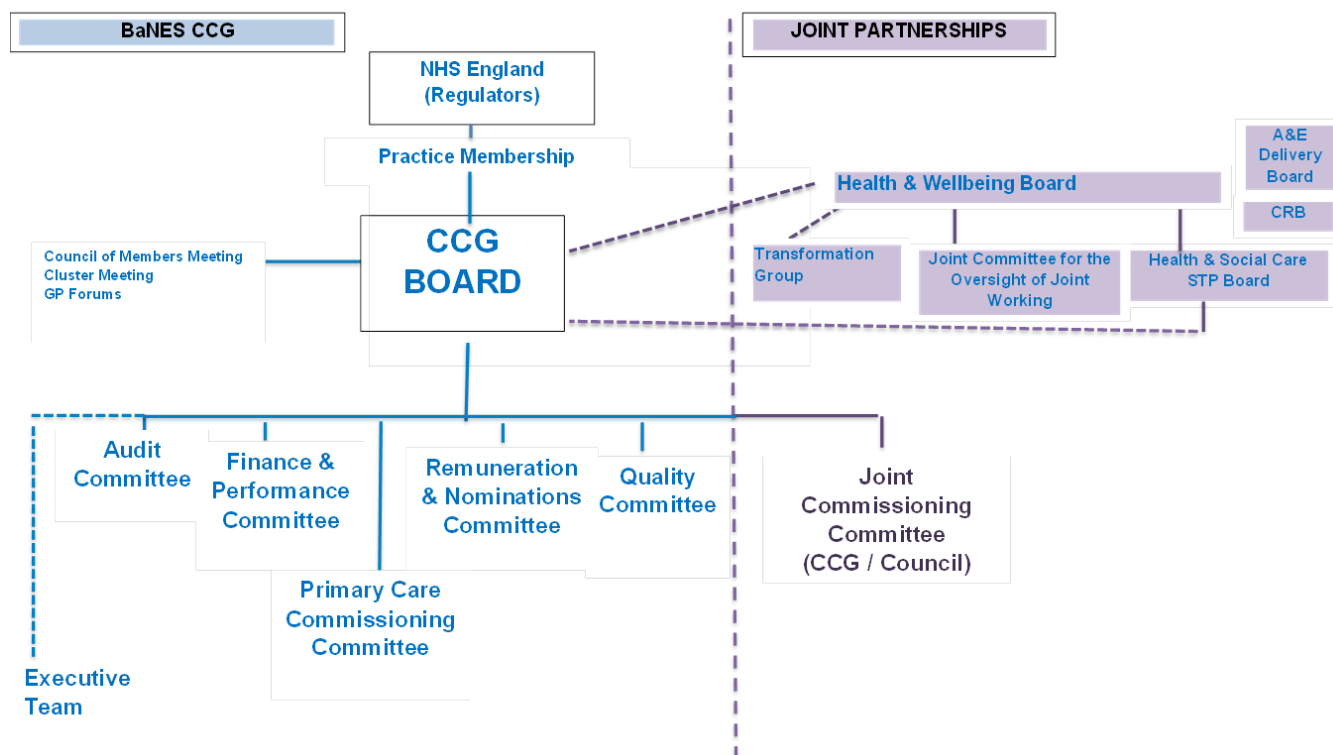 BaNES CCG
JOINT PARTNERSHIPS
NHS England
(Regulators)
Practice Membership
CCG
BOARD
Council of Members Meeting
Cluster Meeting
GP Forums
Health & Wellbeing Board
A&E
Delivery
Board
CRB
Transformation
Group
Joint Committee for the
Oversight of Joint
Working
Health & Social Care
STP Board
Audit
Committee
Finance &
Performance
Committee
Primary Care
Commissioning
Committee
Remuneration
& Nominations
Committee
Quality
Committee
Joint
Commissioning
Committee
(CCG / Council)
Executive
Team